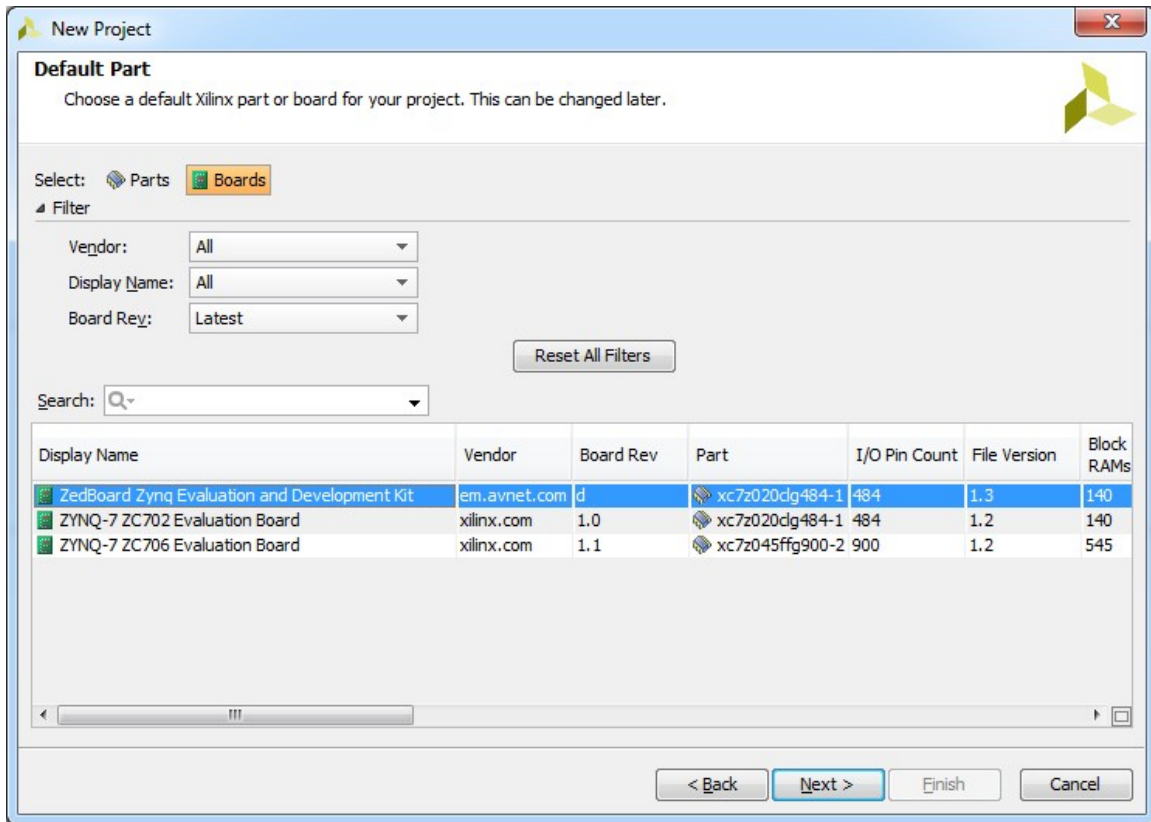 New Project
Default Part
Choose a default Xilinx part or board for your project. This can be changed later.
Select: Parts Boards
Filter
Vendor: All
Display Name: All
Board Rev: Latest
Reset All Filters
Search:
Display Name Vendor Board Rev Part I/O Pin Count File Version Block RAMs
ZedBoard Zynq Evaluation and Development Kit em.avnet.com d xc7z020clg484-1 484 1.3 140
ZYNQ-7 ZC702 Evaluation Board xilinx.com 1.0 xc7z020clg484-1 484 1.2 140
ZYNQ-7 ZC706 Evaluation Board xilinx.com 1.1 xc7z045ffg900-2 900 1.2 545
< Back Next > Finish Cancel